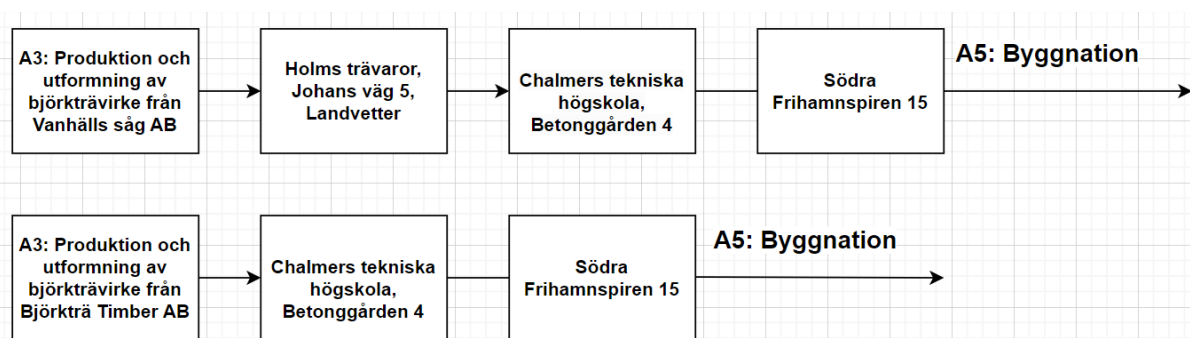 A3: Produktion och
utformning av
björkträvirke från
Vanhälls såg AB
Holms trävaror,
Johans väg 5,
Landvetter
Chalmers tekniska
högskola,
Betonggården 4
Södra
Frihamnspiren 15
A5: Byggnation
A3: Produktion och
utformning av
björkträvirke från
Björkträ Timber AB
Chalmers tekniska
högskola,
Betonggården 4
Södra
Frihamnspiren 15
A5: Byggnation